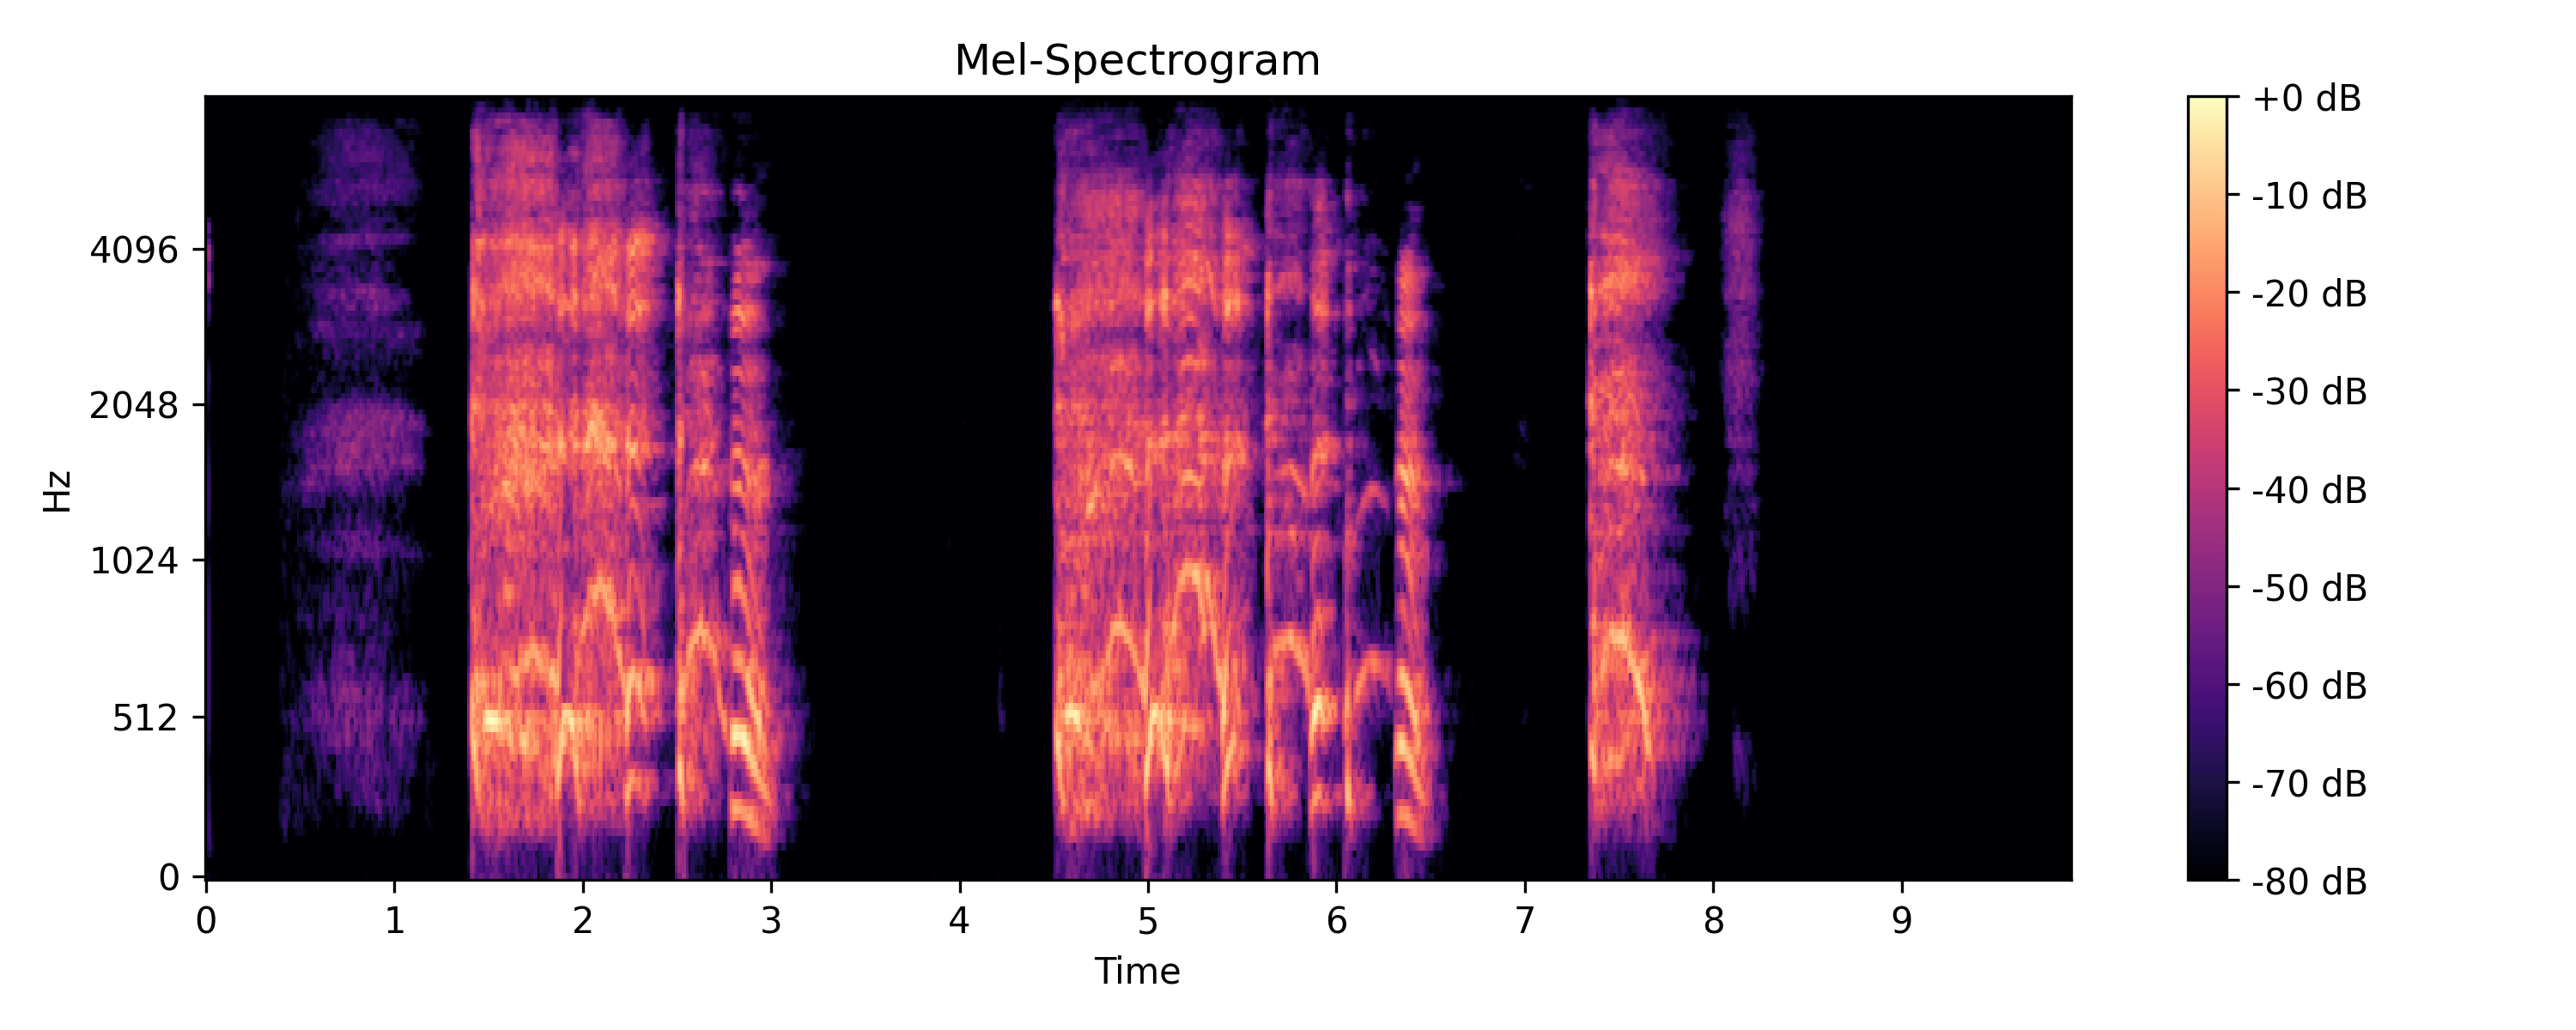 Mel-Spectrogram
+0 dB
-10 dB
-20 dB
-30 dB
-40 dB
-50 dB
-60 dB
-70 dB
-80 dB
Hz
4096
2048
1024
512
0
0 1 2 3 4 5 6 7 8 9
Time